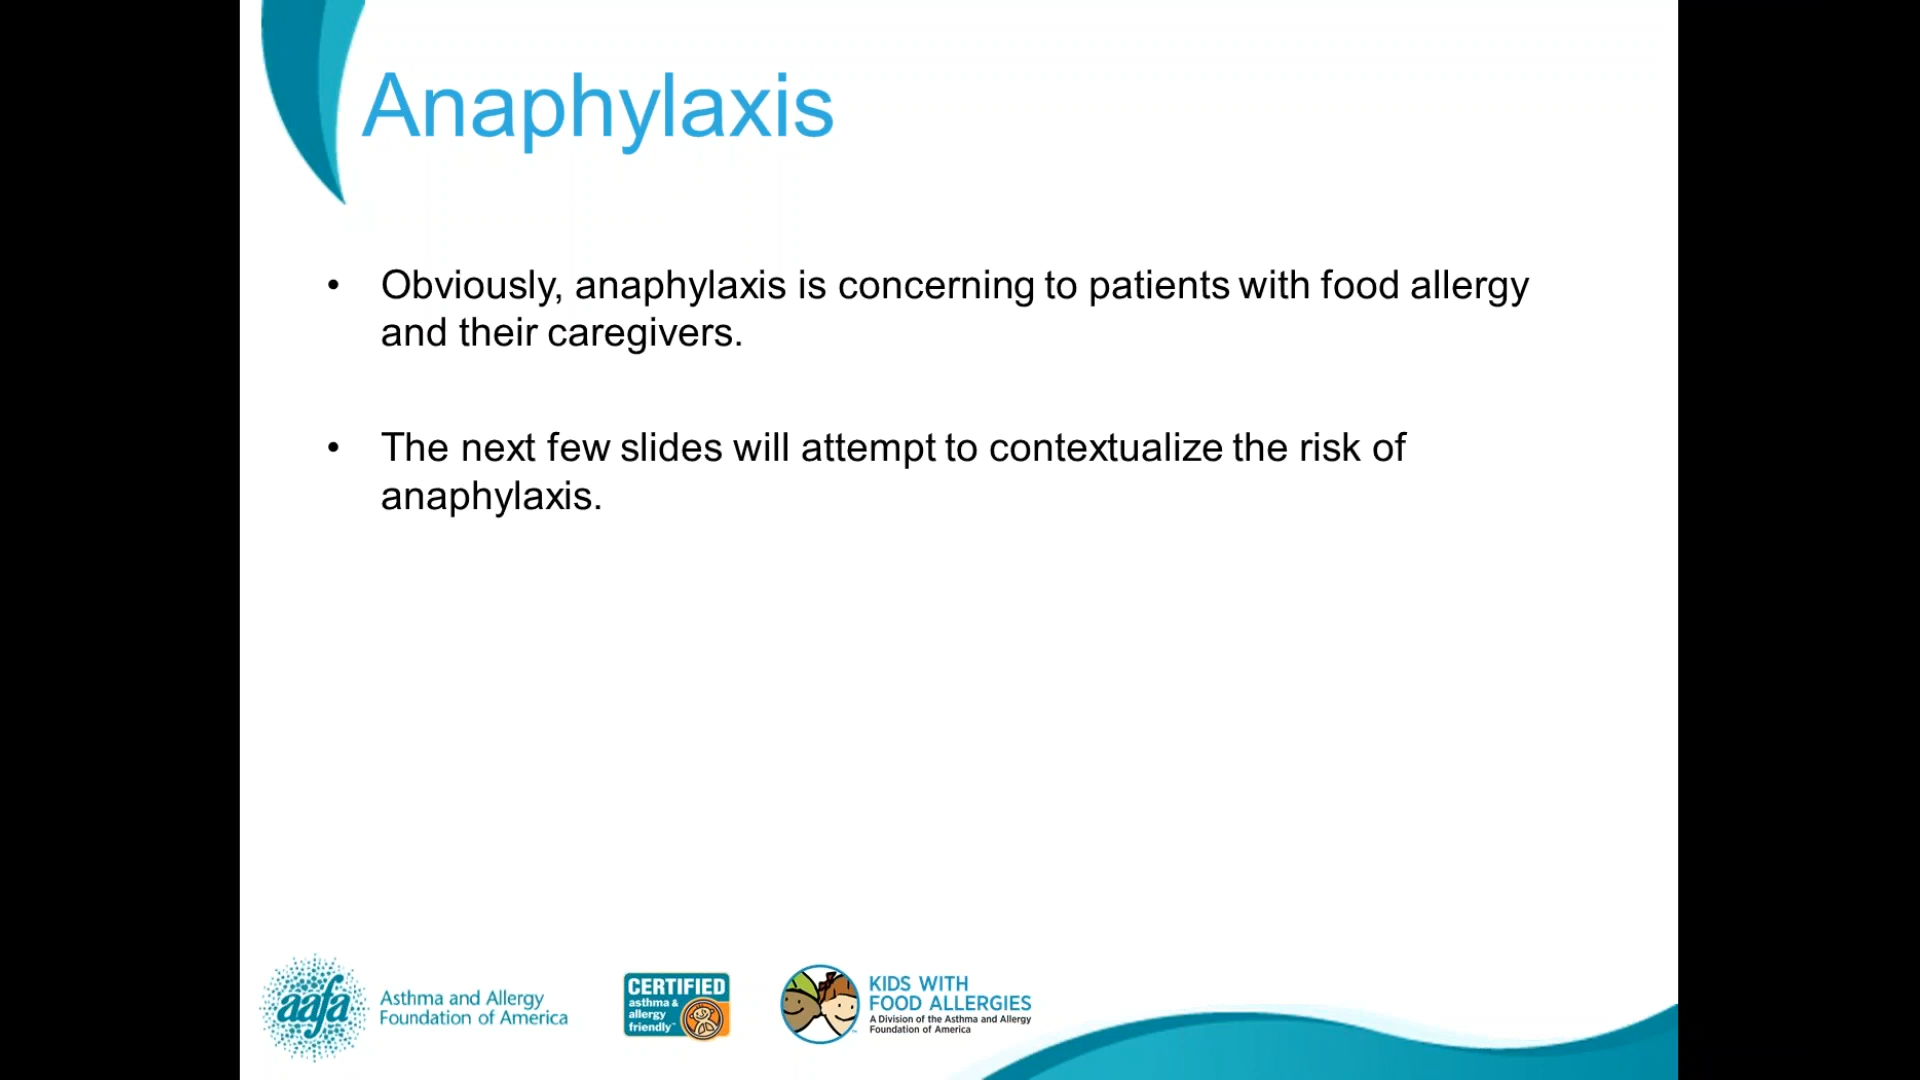 Anaphylaxis
• Obviously, anaphylaxis is concerning to patients with food allergy
and their caregivers.
• The next few slides will attempt to contextualize the risk of
anaphylaxis.
aafa
Asthma and Allergy
Foundation of America
CERTIFIED
asthma &
allergy
friendly™
KIDS WITH
FOOD ALLERGIES
A Division of the Asthma and Allergy
Foundation of America